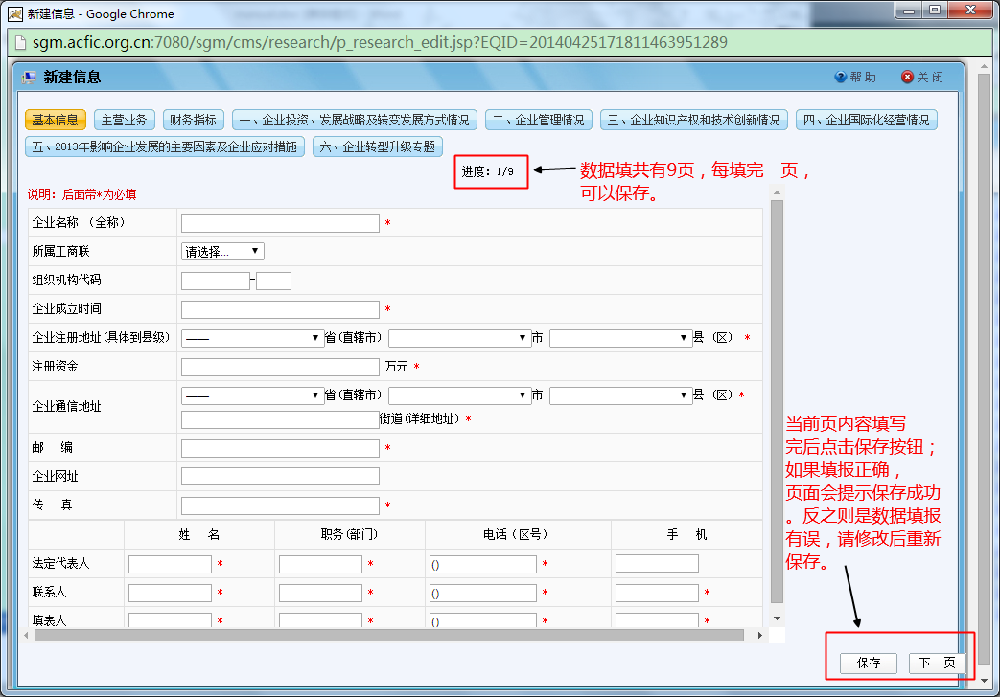 新建信息 - Google Chrome
sgm.acfic.org.cn:7080/sgm/cms/research/p_research_edit.jsp?EQID=20140425171811463951289
新建信息 帮 助 关 闭
基本信息 主营业务 财务指标 一、企业投资、发展战略及转变发展方式情况 二、企业管理情况 三、企业知识产权和技术创新情况 四、企业国际化经营情况
五、2013年影响企业发展的主要因素及企业应对措施 六、企业转型升级专题
进度：1/9
数据填共有9页，每填完一页，
可以保存。
说明：后面带*为必填
企业名称 （全称） *
所属工商联 请选择...
组织机构代码 -
企业成立时间 *
企业注册地址(具体到县级) —— 省(直辖市) 市 县 (区) *
注册资金 万元 *
企业通信地址 —— 省(直辖市) 市 县 (区) *
街道(详细地址) *
邮 编 *
企业网址
传 真 *
姓 名 职务(部门) 电话 (区号) 手 机
法定代表人 * * () *
联系人 * * () * *
填表人 * * () * *
当前页内容填写
完后点击保存按钮；
如果填报正确，
页面会提示保存成功
。反之则是数据填报
有误，请修改后重新
保存。
保存 下一页